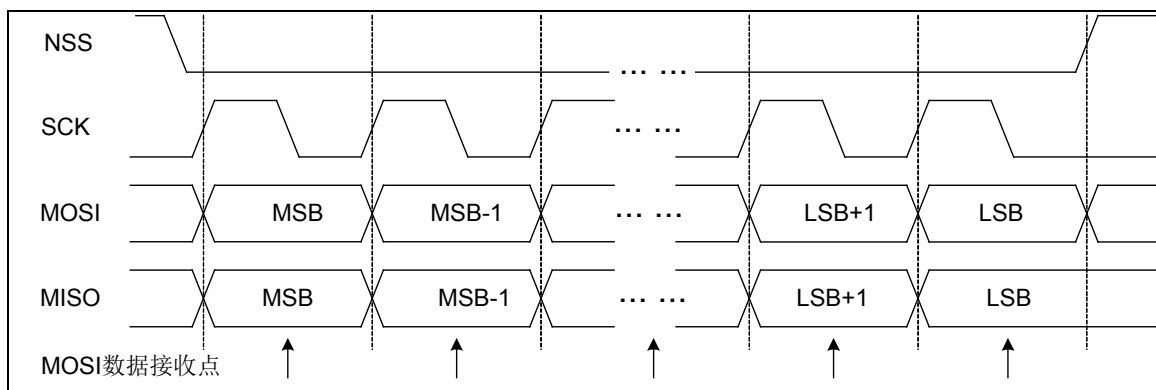 NSS
... ...
SCK
... ...
MOSI
MSB
MSB-1
... ...
LSB+1
LSB
MISO
MSB
MSB-1
... ...
LSB+1
LSB
MOSI数据接收点